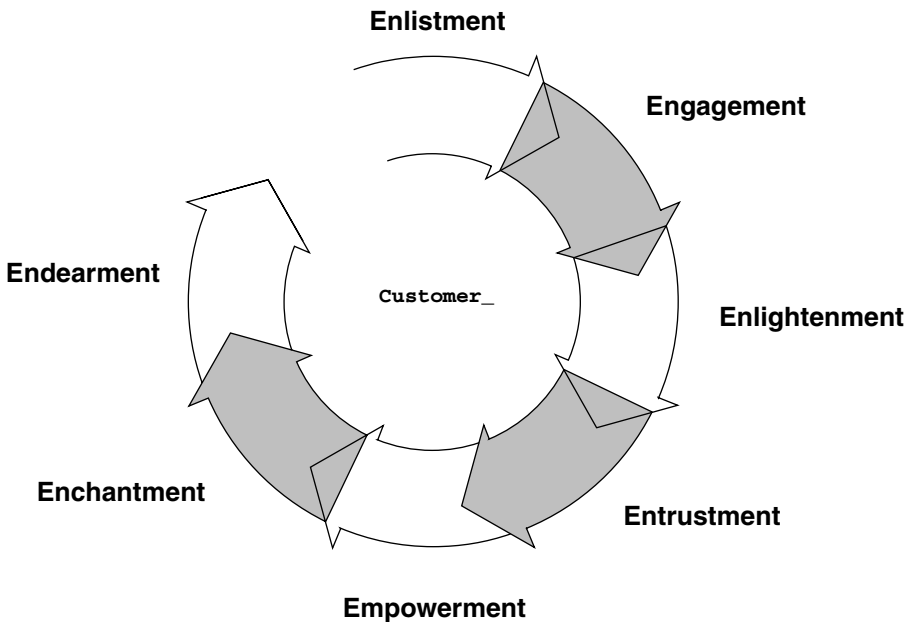 Enlistment
Engagement
Enlightenment
Entrustment
Empowerment
Enchantment
Endearment
Customer_